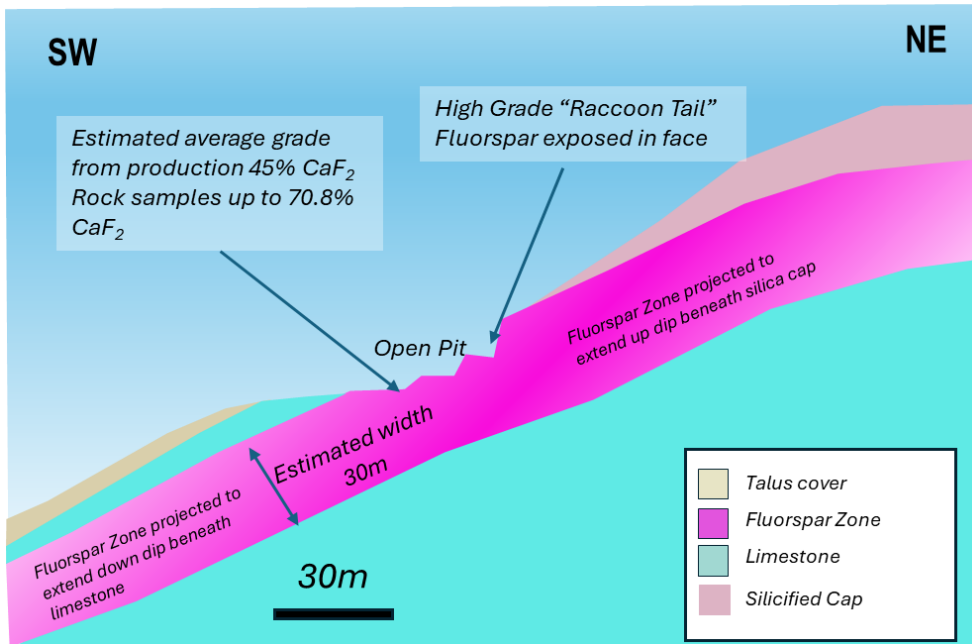 SW
NE
Estimated average grade
from production 45% CaF₂
Rock samples up to 70.8%
CaF₂
High Grade “Raccoon Tail”
Fluorspar exposed in face
Open Pit
Fluorspar Zone projected to
extend up dip beneath silica cap
Estimated width
30m
Fluorspar Zone projected to
extend down dip beneath
limestone
30m
Talus cover
Fluorspar Zone
Limestone
Silicified Cap